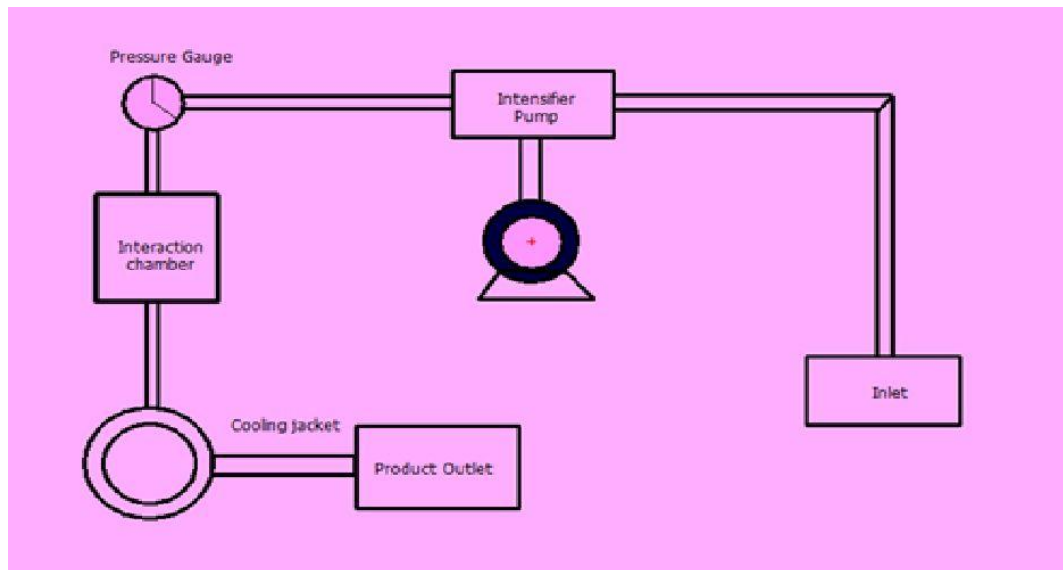 Pressure Gauge
Intensifier
Pump
Interaction
chamber
Inlet
Cooling jacket
Product Outlet